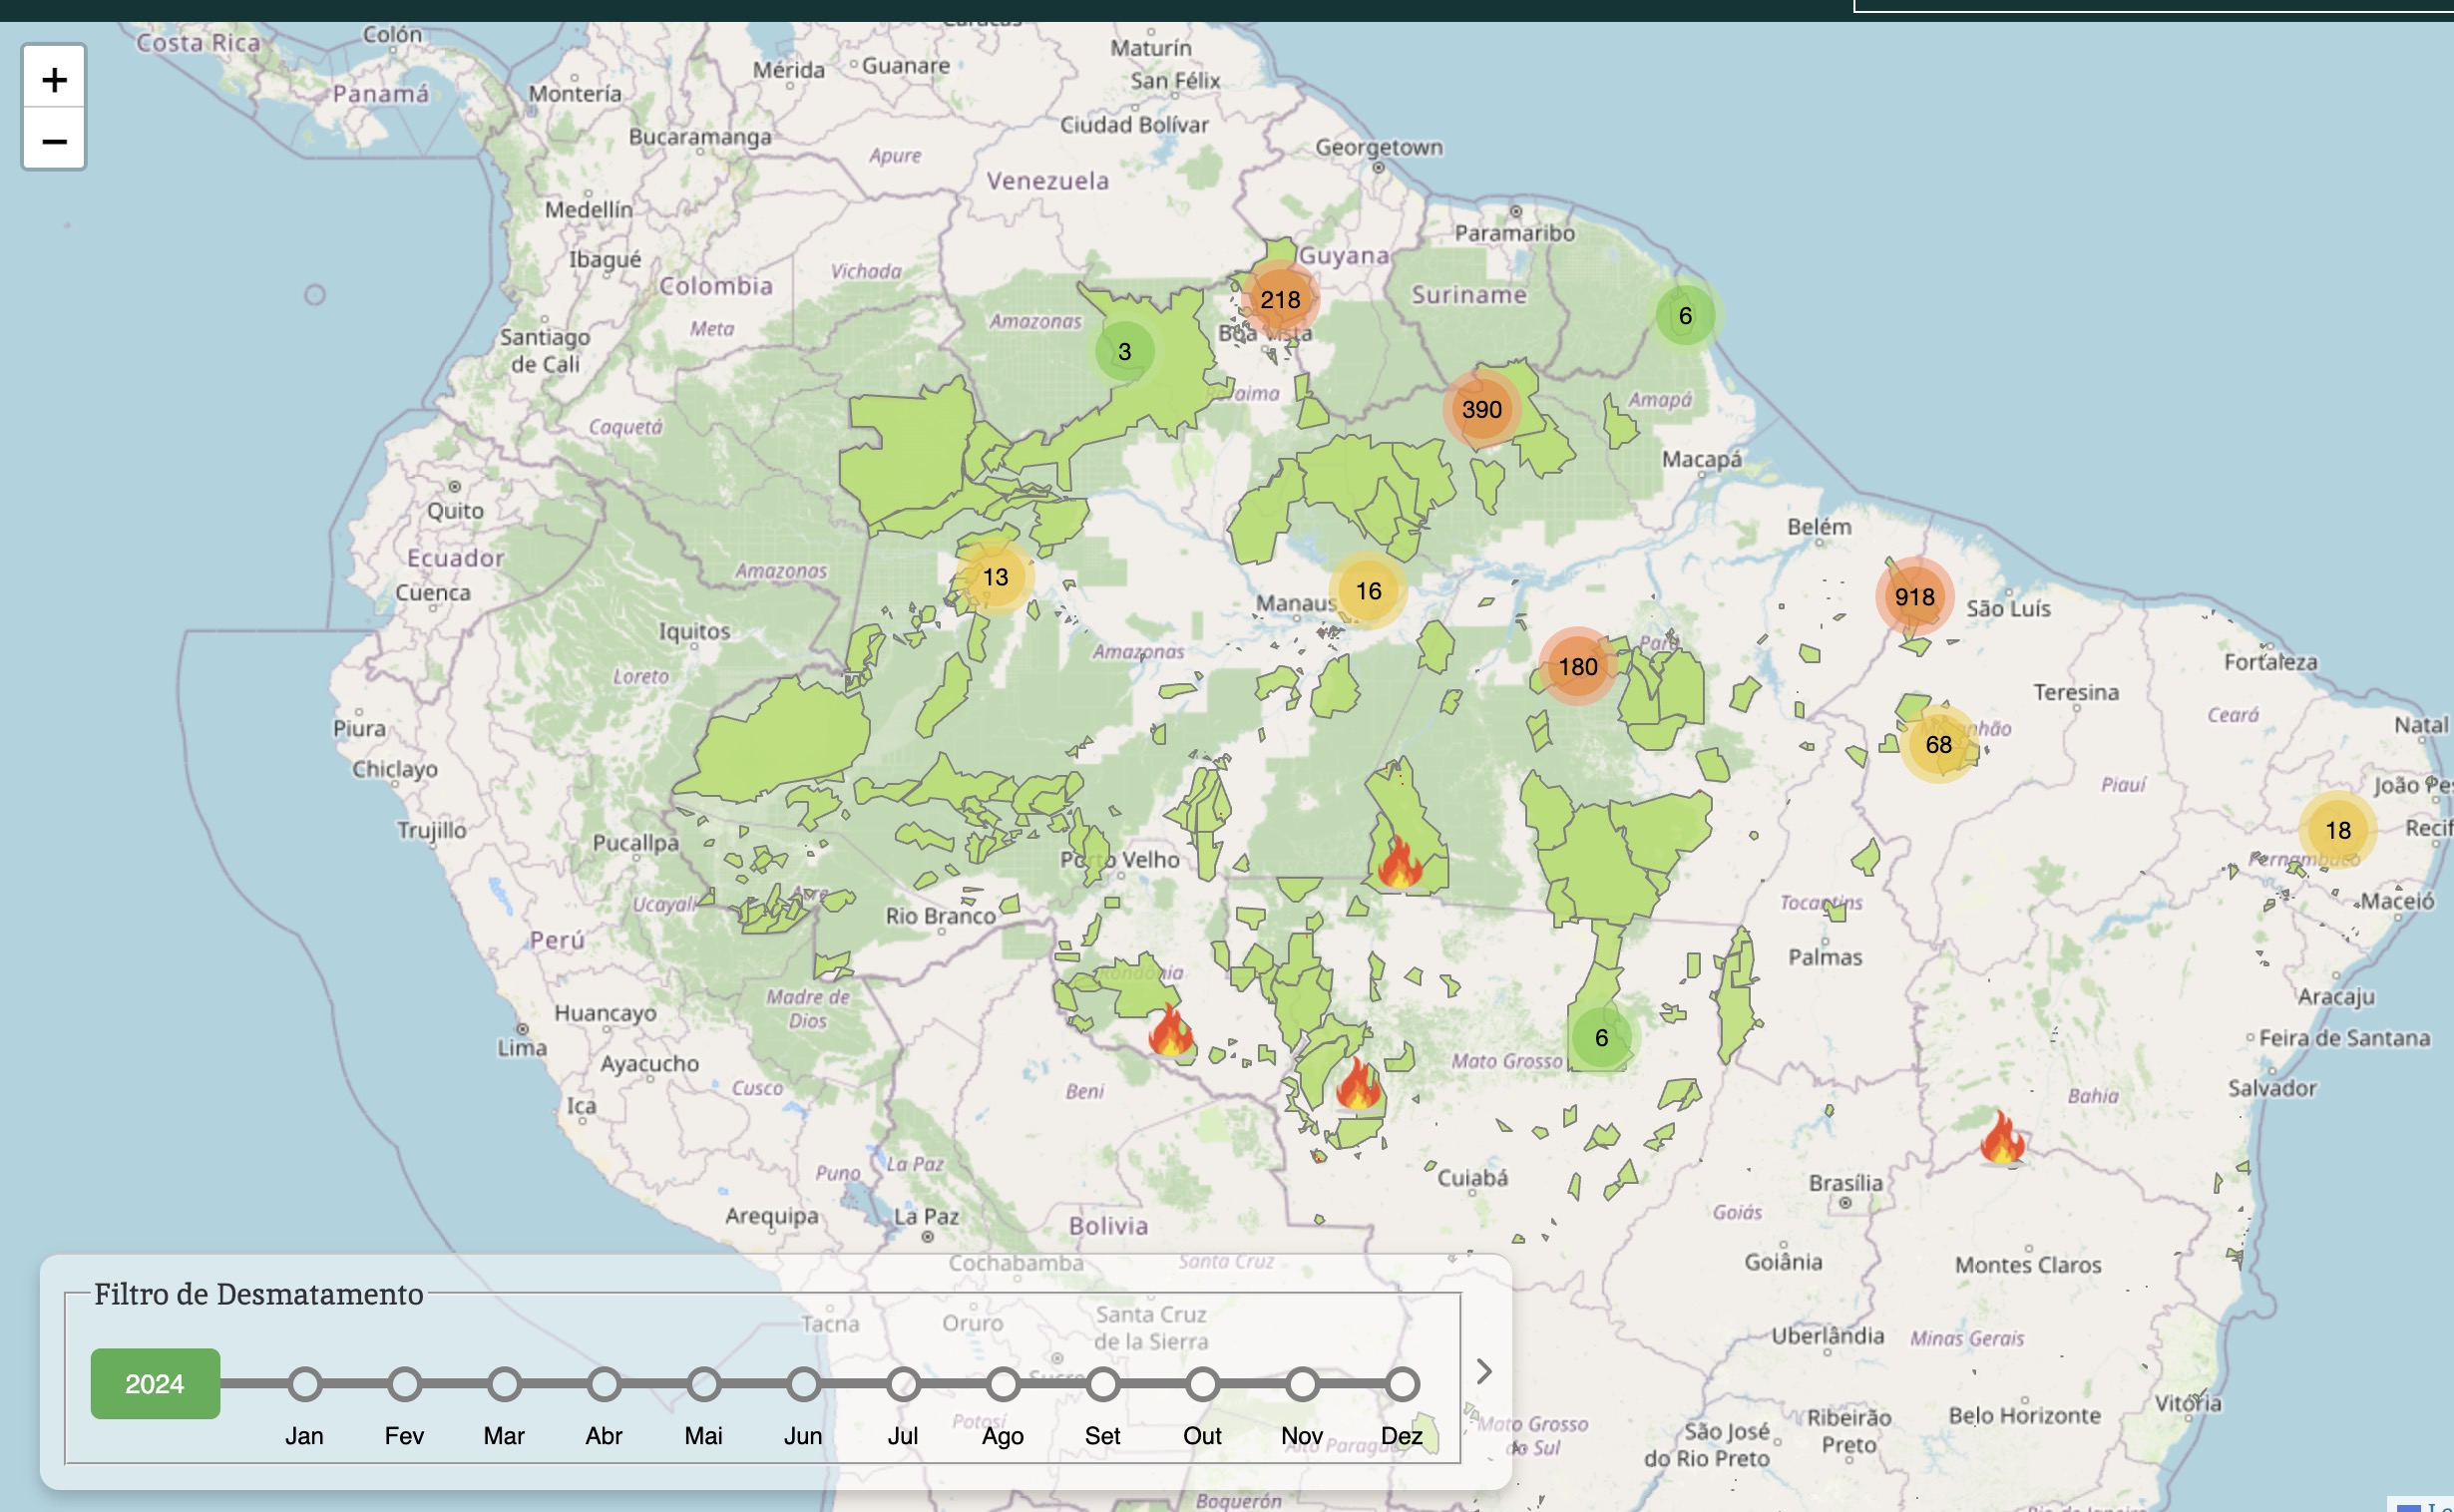 Costa Rica
Colón
Panamá
Montería
Mérida
Guanare
Maturín
San Félix
Bucaramanga
Apure
Ciudad Bolívar
Venezuela
Georgetown
Medellín
Paramaribo
Ibagué
Colombia
Vichada
Guyana
Suriname
218
6
Santiago
de Cali
Meta
Amazonas
3
Boa Vista
Caquetá
390
Amapá
Macapá
Quito
Belém
Ecuador
Cuenca
Amazonas
13
16
Manaus
918
São Luís
Iquitos
Amazonas
180
Pará
Loreto
Fortaleza
Teresina
Piura
Ceará
Natal
68
Chiclayo
Piauí
Trujillo
Pucallpa
Porto Velho
18
Pernambuco
Ucayali
Acre
Rio Branco
Tocantins
Maceió
Perú
Palmas
Rondônia
Madre de
Dios
Huancayo
Aracaju
Lima
Ayacucho
6
Feira de Santana
Mato Grosso
Cusco
Beni
Salvador
Ica
Bahia
Puno
La Paz
Cuiabá
Brasília
Arequipa
La Paz
Bolivia
Goiás
Cochabamba
Santa Cruz
Goiânia
Montes Claros
Filtro de Desmatamento
Tacna
Oruro
Santa Cruz
de la Sierra
Uberlândia
Minas Gerais
2024
Jan
Fev
Mar
Abr
Mai
Jun
Jul
Ago
Set
Out
Nov
Dez
Potosí
Mato Grosso
do Sul
São José
do Rio Preto
Ribeirão
Preto
Belo Horizonte
Vitória
Boquerón